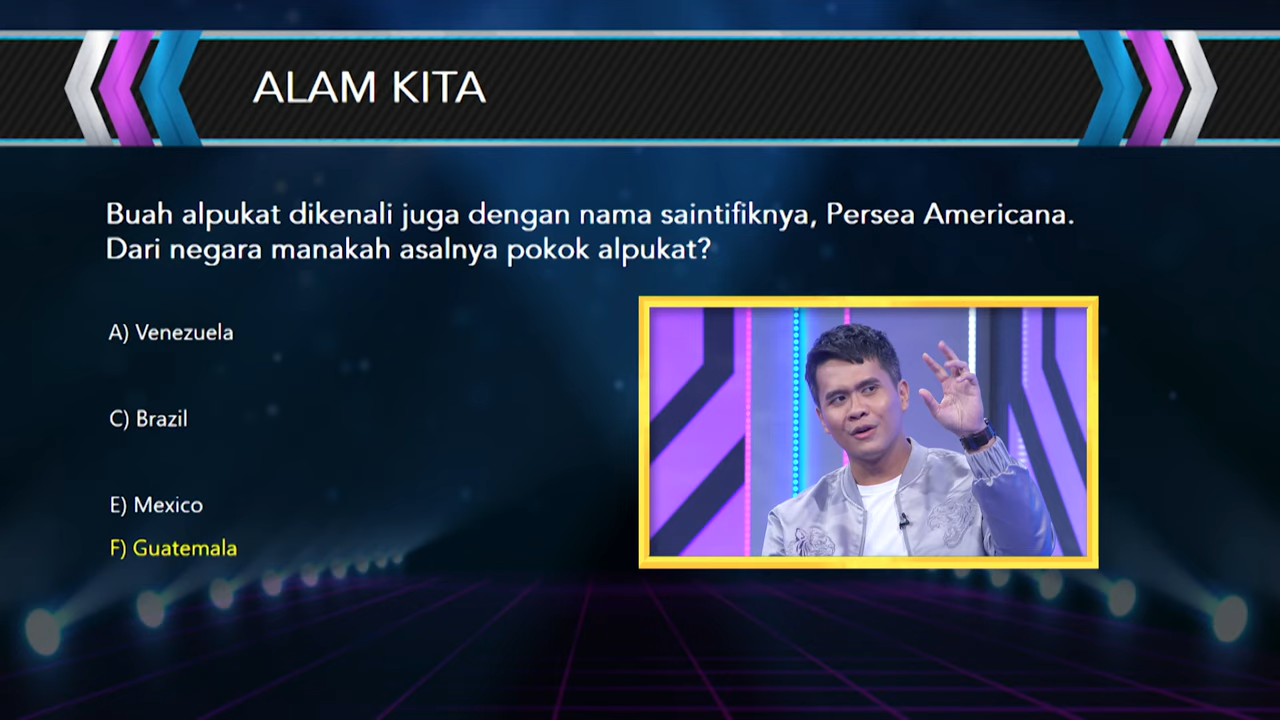 ALAM KITA
Buah alpukat dikenali juga dengan nama saintifiknya, Persea Americana.
Dari negara manakah asalnya pokok alpukat?
A) Venezuela
C) Brazil
E) Mexico
F) Guatemala